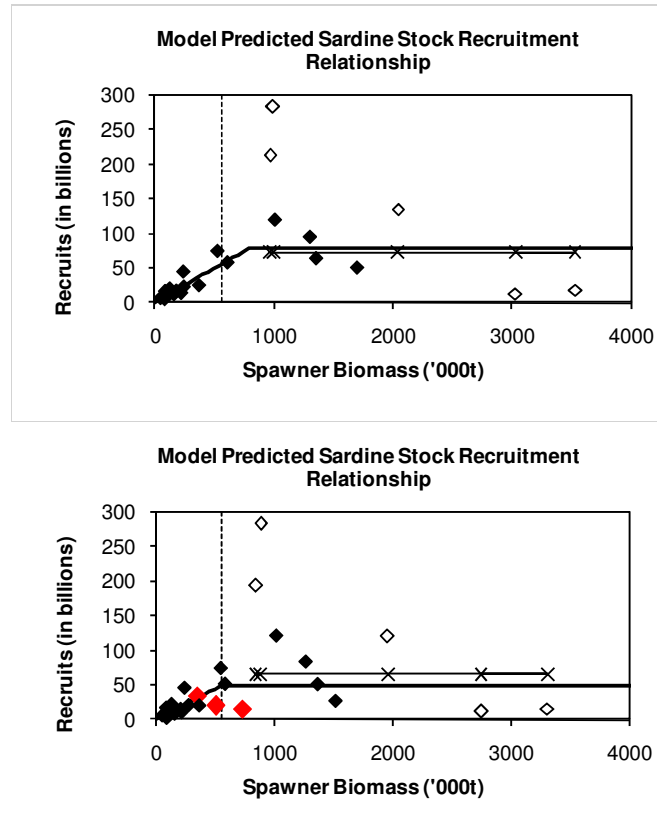 Model Predicted Sardine Stock Recruitment
Relationship
300
250
200
150
100
50
0
Recruits (in billions)
0 1000 2000 3000 4000
Spawner Biomass ('000t)
Model Predicted Sardine Stock Recruitment
Relationship
300
250
200
150
100
50
0
Recruits (in billions)
0 1000 2000 3000 4000
Spawner Biomass ('000t)